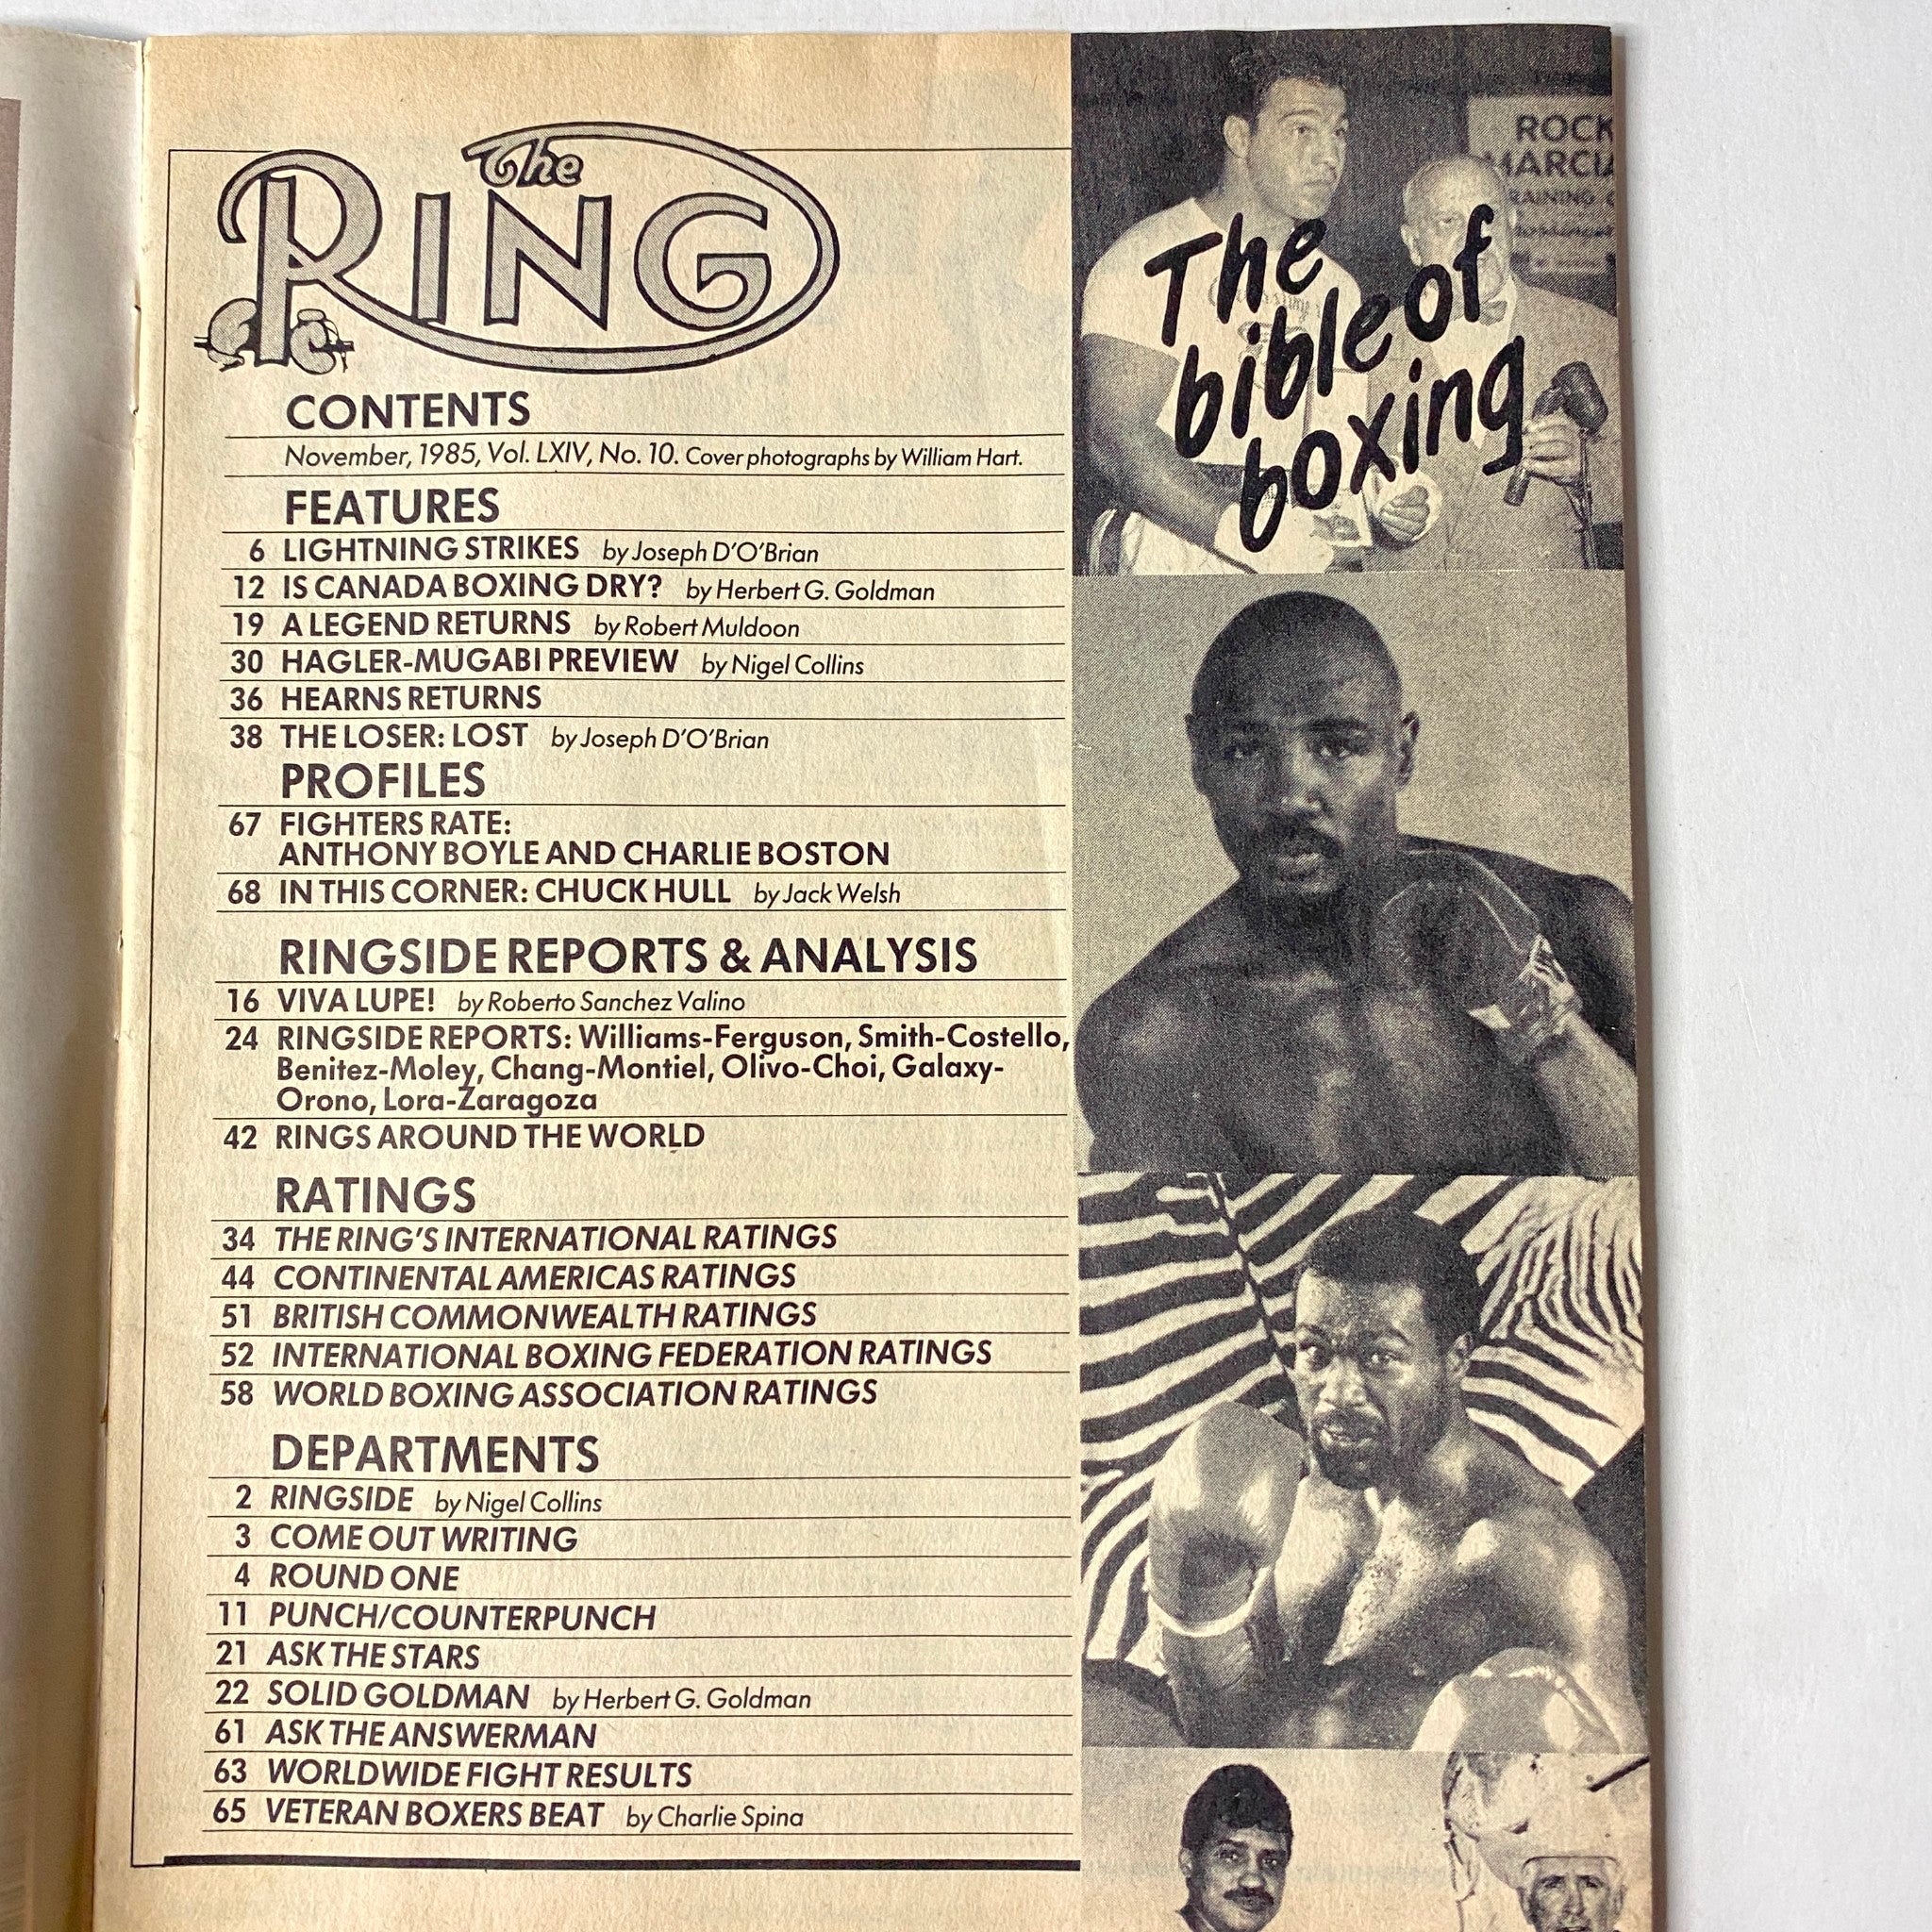 The
RING
CONTENTS
November, 1985, Vol. LXIV, No. 10. Cover photographs by William Hart.
FEATURES
6 LIGHTNING STRIKES by Joseph D'O'Brian
12 IS CANADA BOXING DRY? by Herbert G. Goldman
19 A LEGEND RETURNS by Robert Muldoon
30 HAGLER-MUGABI PREVIEW by Nigel Collins
36 HEARNS RETURNS
38 THE LOSER: LOST by Joseph D'O'Brian
PROFILES
67 FIGHTERS RATE:
ANTHONY BOYLE AND CHARLIE BOSTON
68 IN THIS CORNER: CHUCK HULL by Jack Welsh
RINGSIDE REPORTS & ANALYSIS
16 VIVA LUPE! by Roberto Sanchez Valino
24 RINGSIDE REPORTS: Williams-Ferguson, Smith-Costello,
Benitez-Moley, Chang-Montiel, Olivo-Choi, Galaxy-
Orono, Lora-Zaragoza
42 RINGS AROUND THE WORLD
RATINGS
34 THE RING'S INTERNATIONAL RATINGS
44 CONTINENTAL AMERICAS RATINGS
51 BRITISH COMMONWEALTH RATINGS
52 INTERNATIONAL BOXING FEDERATION RATINGS
58 WORLD BOXING ASSOCIATION RATINGS
DEPARTMENTS
2 RINGSIDE by Nigel Collins
3 COME OUT WRITING
4 ROUND ONE
11 PUNCH/COUNTERPUNCH
21 ASK THE STARS
22 SOLID GOLDMAN by Herbert G. Goldman
61 ASK THE ANSWERMAN
63 WORLDWIDE FIGHT RESULTS
65 VETERAN BOXERS BEAT by Charlie Spina
ROCK
MARCIA
RAINING
The
bible of
boxing